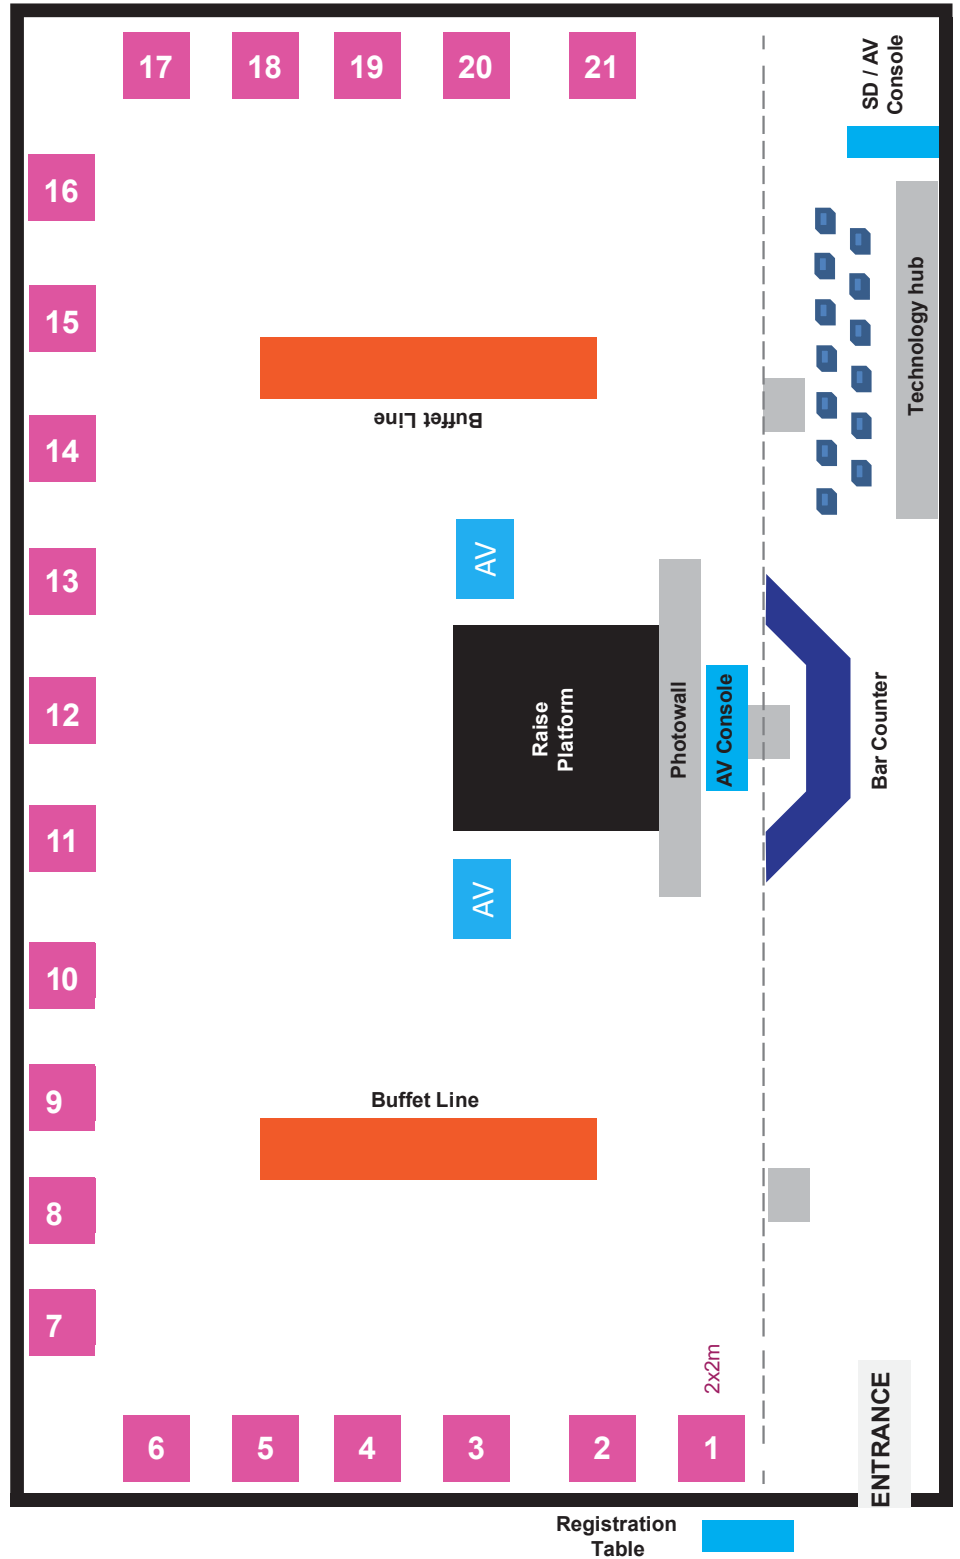 17
18
19
20
21
SD / AV
Console
16
15
14
13
12
11
10
9
8
7
Buffet Line
Technology hub
AV
Raise
Platform
Photowall
AV Console
Bar Counter
AV
Buffet Line
2x2m
6
5
4
3
2
1
ENTRANCE
Registration
Table